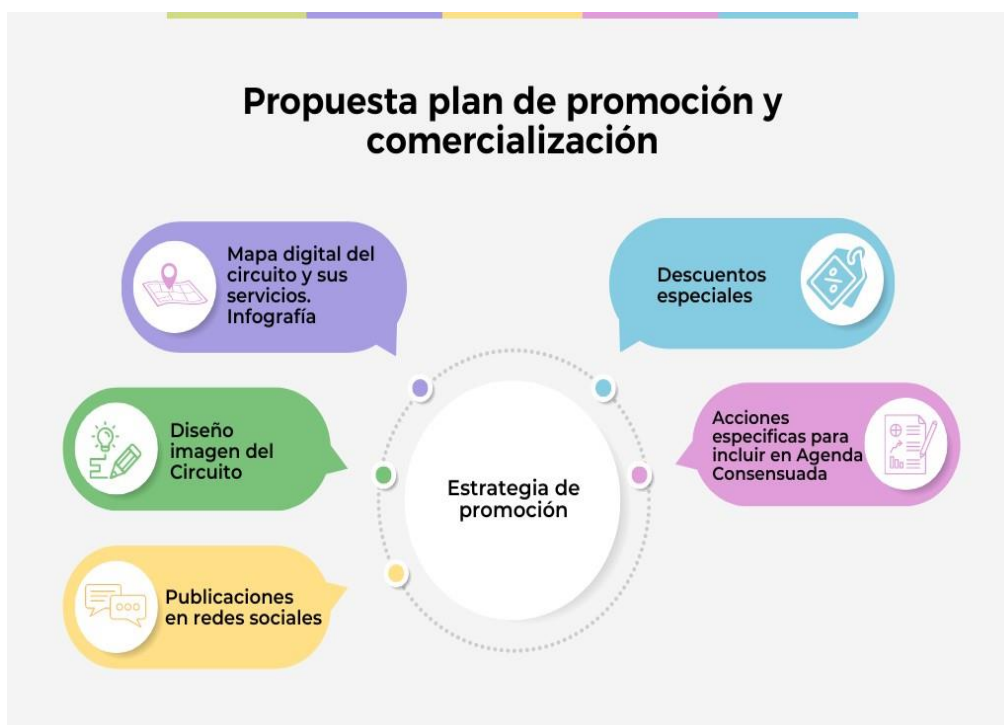 Propuesta plan de promoción y
comercialización
Mapa digital del
circuito y sus
servicios.
Infografía
Descuentos
especiales
Diseño
imagen del
Circuito
Acciones
especificas para
incluir en Agenda
Consensuada
Estrategia de
promoción
Publicaciones
en redes sociales